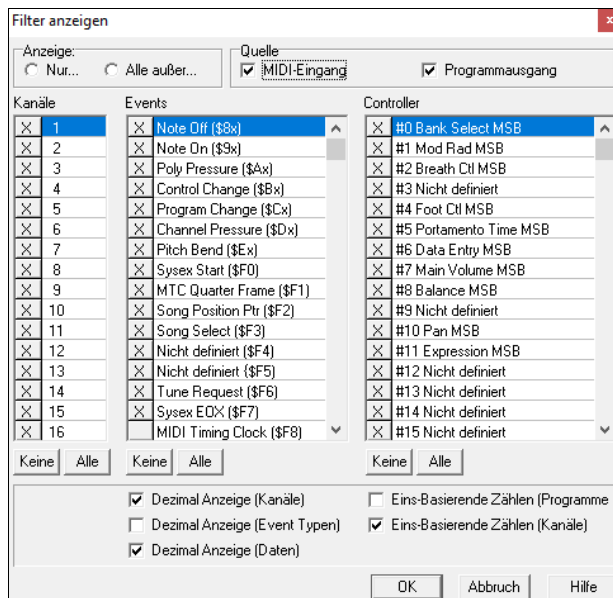 Filter anzeigen
x
Anzeige:
Nur... Alle außer...
Quelle
MIDI-Eingang Programmausgang
Kanäle Events Controller
X 1 X Note Off ($8x) X #0 Bank Select MSB
X 2 X Note On ($9x) X #1 Mod Rad MSB
X 3 X Poly Pressure ($Ax) X #2 Breath Ctl MSB
X 4 X Control Change ($Bx) X #3 Nicht definiert
X 5 X Program Change ($Cx) X #4 Foot Ctl MSB
X 6 X Channel Pressure ($Dx) X #5 Portamento Time MSB
X 7 X Pitch Bend ($Ex) X #6 Data Entry MSB
X 8 X Sysex Start ($F0) X #7 Main Volume MSB
X 9 X MTC Quarter Frame ($F1) X #8 Balance MSB
X 10 X Song Position Ptr ($F2) X #9 Nicht definiert
X 11 X Song Select ($F3) X #10 Pan MSB
X 12 X Nicht definiert ($F4) X #11 Expression MSB
X 13 X Nicht definiert {$F5) X #12 Nicht definiert
X 14 X Tune Request ($F6) X #13 Nicht definiert
X 15 X Sysex EOX ($F7) X #14 Nicht definiert
X 16 MIDI Timing Clock ($F8) X #15 Nicht definiert
Keine Alle Keine Alle Keine Alle
Dezimal Anzeige (Kanäle) Eins-Basierende Zählen (Programme
Dezimal Anzeige (Event Typen) Eins-Basierende Zählen (Kanäle)
Dezimal Anzeige (Daten)
OK Abbruch Hilfe